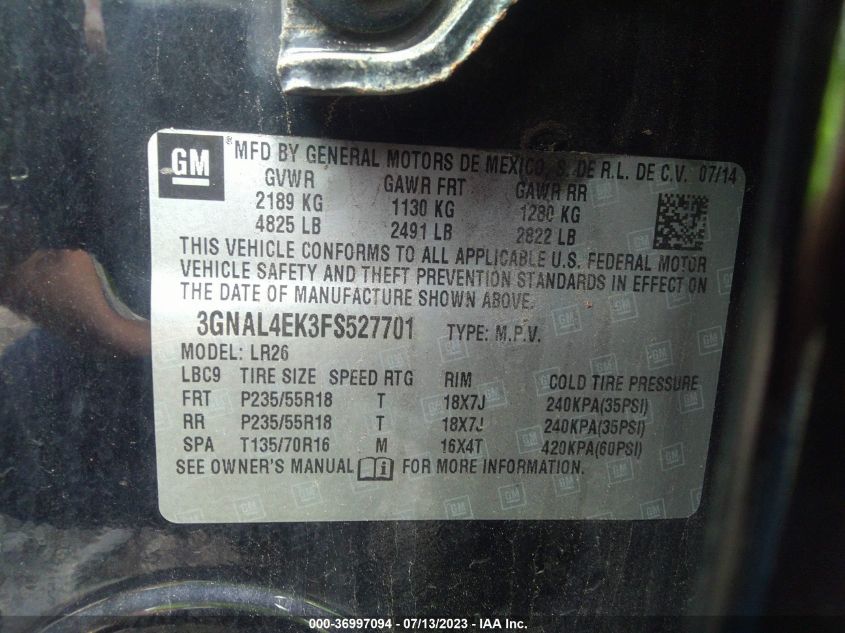 GM ® MFD BY GENERAL MOTORS DE MEXICO, S. DE R.L. DE C.V. 07/14
GVWR GAWR FRT GAWR RR
2189 KG 1130 KG 1280 KG
4825 LB 2491 LB 2822 LB
THIS VEHICLE CONFORMS TO ALL APPLICABLE U.S. FEDERAL MOTOR
VEHICLE SAFETY AND THEFT PREVENTION STANDARDS IN EFFECT ON
THE DATE OF MANUFACTURE SHOWN ABOVE.
3GNAL4EK3FS527701 TYPE: M.P.V.
MODEL: LR26
LBC9 TIRE SIZE SPEED RTG RIM COLD TIRE PRESSURE
FRT P235/55R18 T 18X7J 240KPA(35PSI)
RR P235/55R18 T 18X7J 240KPA(35PSI)
SPA T135/70R16 M 16X4T 420KPA(60PSI)
SEE OWNER'S MANUAL i FOR MORE INFORMATION.
000-36997094 / 07/13/2023 - IAA Inc.